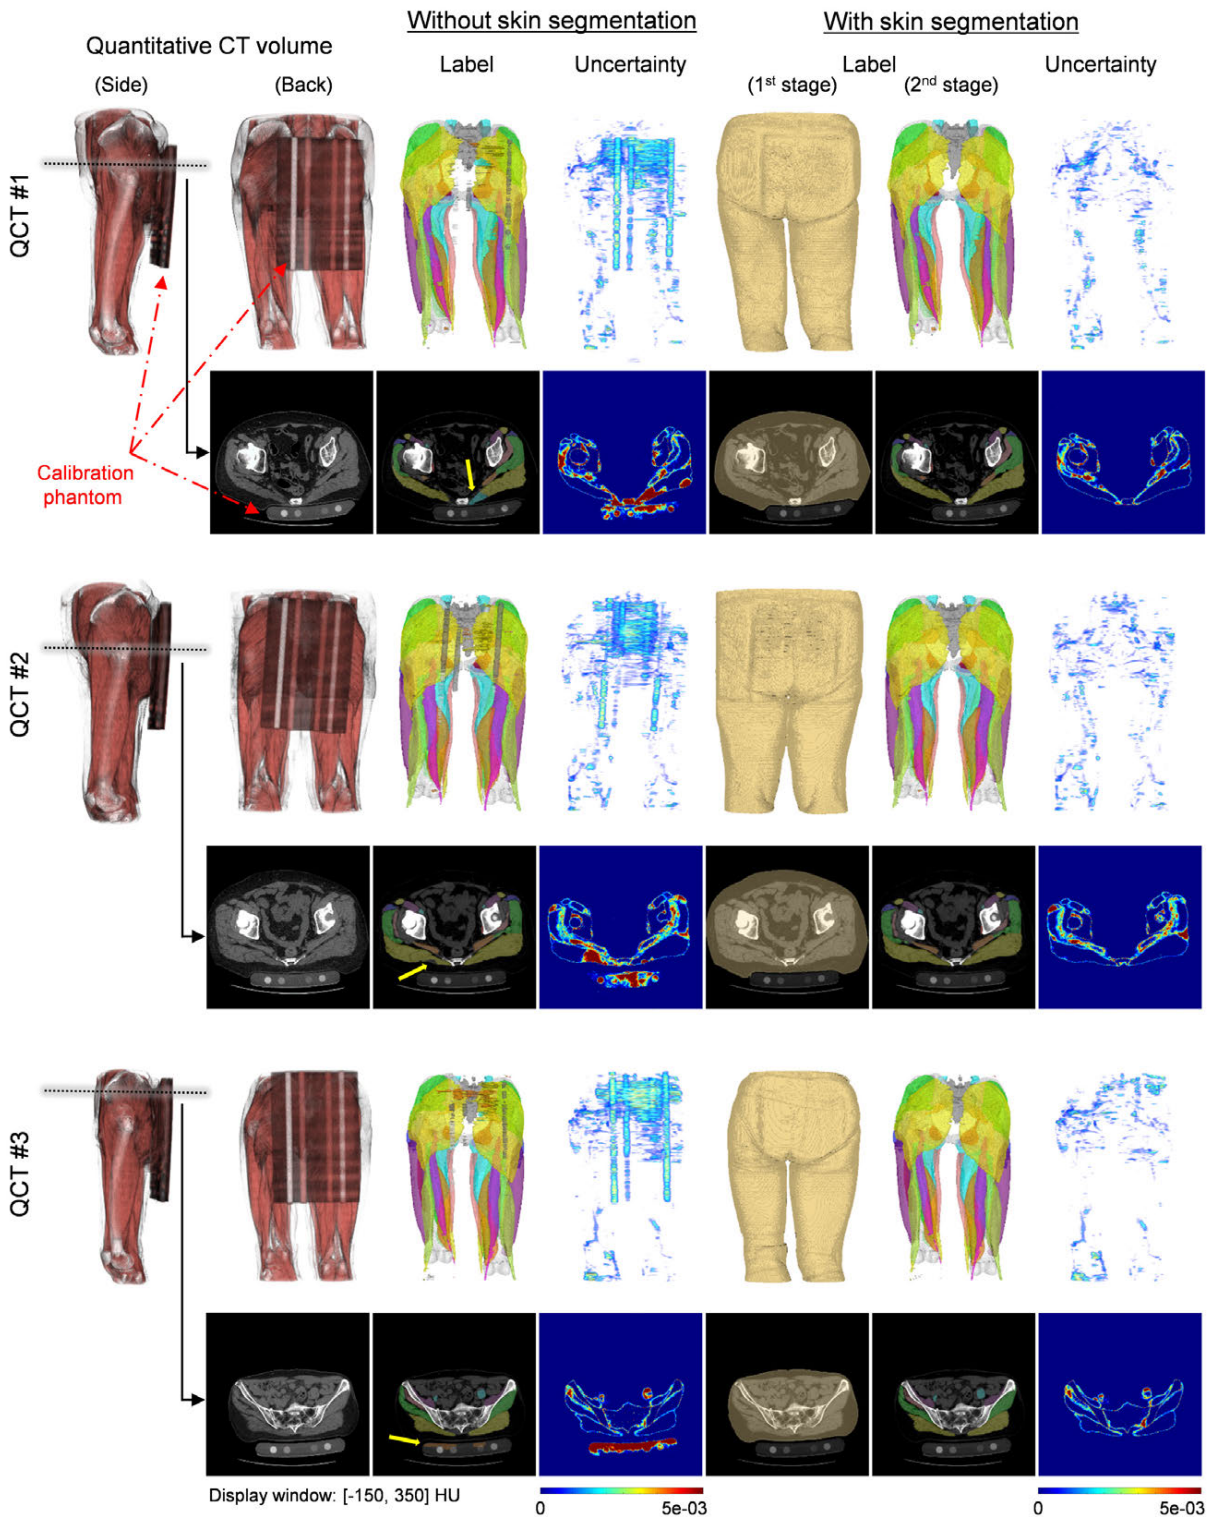 Without skin segmentation
With skin segmentation
Quantitative CT volume
Label
Uncertainty
Label
Uncertainty
(Side)
(Back)
(1st stage)
(2nd stage)
QCT #1
Calibration
phantom
QCT #2
QCT #3
Display window: [-150, 350] HU
0
5e-03
0
5e-03